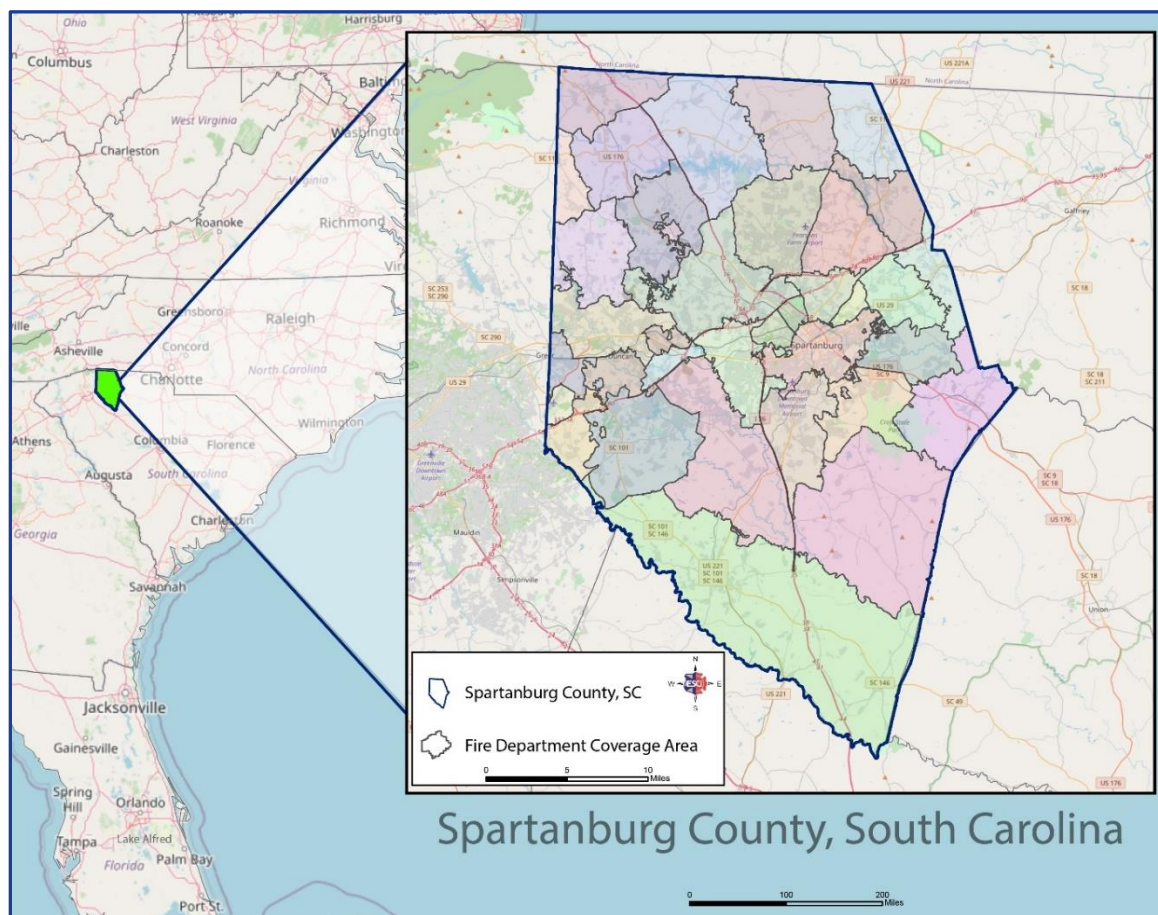 Ohio
Columbus
Pittsburgh
Harrisburg
West Virginia
Charleston
Washington
Virginia
Richmond
Roanoke
Greensboro
Raleigh
Asheville
Concord
Charlotte
North Carolina
Wilmington
Athens
Columbia
Florence
South Carolina
Augusta
Charleston
Georgia
Savannah
Jacksonville
Gainesville
Spring
Hill
Orlando
Tampa
Lake Alfred
Palm Bay
Florida
Port St.
North Carolina
US 221
US 221A
North Carolina
US 176
Gaffney
SC 253
SC 290
SC 290
Duncan
US 29
US 29
SC 18
Spartanburg
US 176
SC 9
SC 18
SC 211
Greenville
Downtown
Airport
SC 101
SC 9
SC 18
US 176
Mauldin
Simpsonville
SC 101
SC 146
US 221
SC 101
SC 146
SC 18
Union
SC 146
SC 49
US 221
US 176
N
W
E
S
ESCI
Spartanburg County, SC
Fire Department Coverage Area
0 5 10
Miles
Spartanburg County, South Carolina
0 100 200
Miles